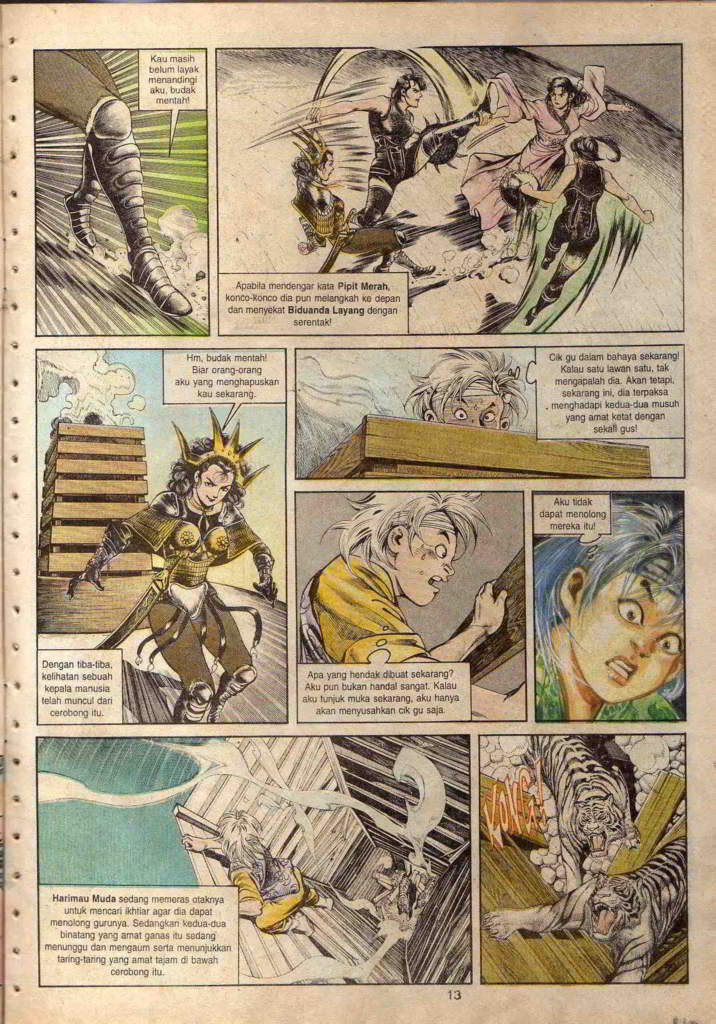 Kau masih
belum layak
menandingi
aku, budak
mentah!
Apabila mendengar kata Pipit Merah,
konco-konco dia pun melangkah ke depan
dan menyekat Biduanda Layang dengan
serentak!
Hm, budak mentah!
Biar orang-orang
aku yang menghapuskan
kau sekarang.
Dengan tiba-tiba,
kelihatan sebuah
kepala manusia
telah muncul dari
cerobong itu.
Cik gu dalam bahaya sekarang!
Kalau satu lawan satu, tak
mengapalah dia. Akan tetapi,
sekarang ini, dia terpaksa
menghadapi kedua-dua musuh
yang amat ketat dengan
sekali gus!
Apa yang hendak dibuat sekarang?
Aku pun bukan handal sangat. Kalau
aku tunjuk muka sekarang, aku hanya
akan menyusahkan cik gu saja.
Aku tidak
dapat menolong
mereka itu!
Harimau Muda sedang memeras otaknya
untuk mencari ikhtiar agar dia dapat
menolong gurunya. Sedangkan kedua-dua
binatang yang amat ganas itu sedang
menunggu dan mengaum serta menunjukkan
taring-taring yang amat tajam di bawah
cerobong itu.
13